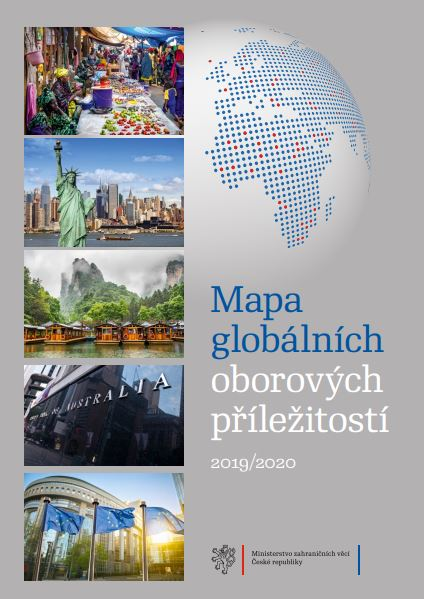 Mapa
globálních
oborových
příležitostí
2019/2020
AUSTRALIA
Ministerstvo zahraničních věcí
České republiky